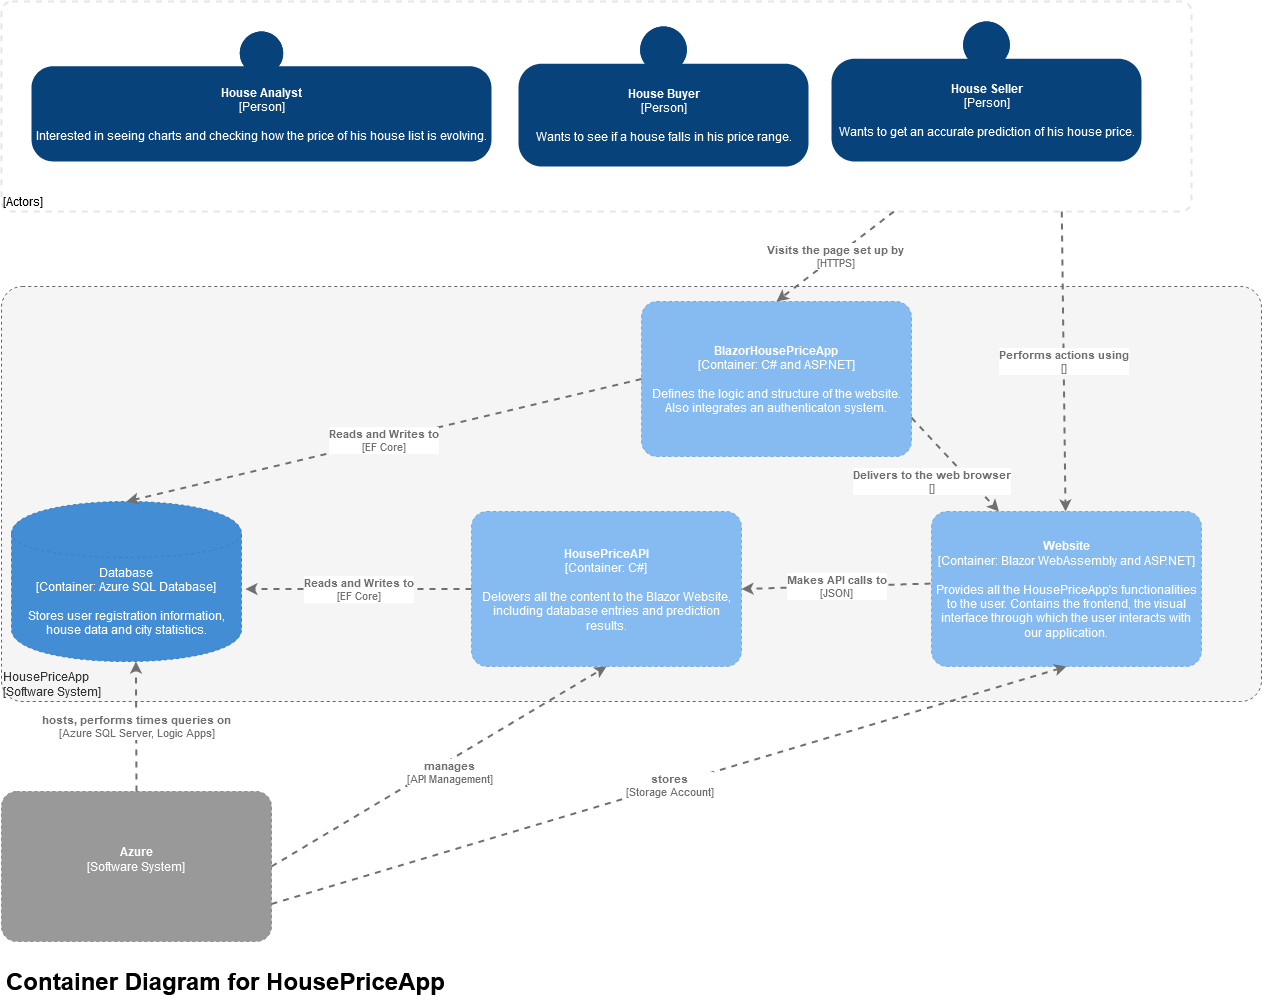 House Analyst
[Person]
Interested in seeing charts and checking how the price of his house list is evolving.
House Buyer
[Person]
Wants to see if a house falls in his price range.
House Seller
[Person]
Wants to get an accurate prediction of his house price.
[Actors]
Visits the page set up by
[HTTPS]
Performs actions using
[]
BlazorHousePriceApp
[Container: C# and ASP.NET]
Defines the logic and structure of the website.
Also integrates an authenticaton system.
Reads and Writes to
[EF Core]
Delivers to the web browser
[]
Database
[Container: Azure SQL Database]
Stores user registration information,
house data and city statistics.
Reads and Writes to
[EF Core]
HousePriceAPI
[Container: C#]
Delovers all the content to the Blazor Website,
including database entries and prediction
results.
Makes API calls to
[JSON]
Website
[Container: Blazor WebAssembly and ASP.NET]
Provides all the HousePriceApp's functionalities
to the user. Contains the frontend, the visual
interface through which the user interacts with
our application.
HousePriceApp
[Software System]
hosts, performs times queries on
[Azure SQL Server, Logic Apps]
manages
[API Management]
stores
[Storage Account]
Azure
[Software System]
Container Diagram for HousePriceApp